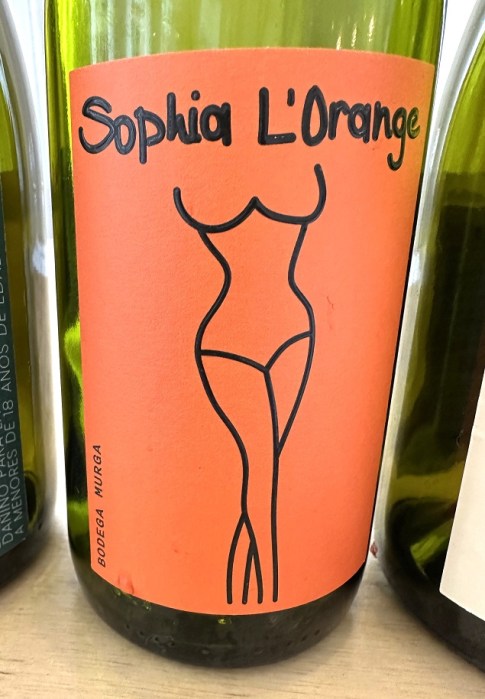 Sophia L'Orange
BODEGA MURGA
A MENORES DE 18 AÑOS DE EDAD